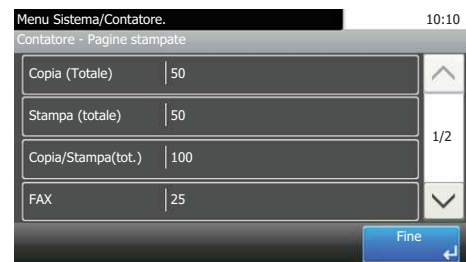 Menu Sistema/Contatore. 10:10
Contatore - Pagine stampate
Copia (Totale) 50
Stampa (totale) 50
Copia/Stampa(tot.) 100
FAX 25
1/2
Fine